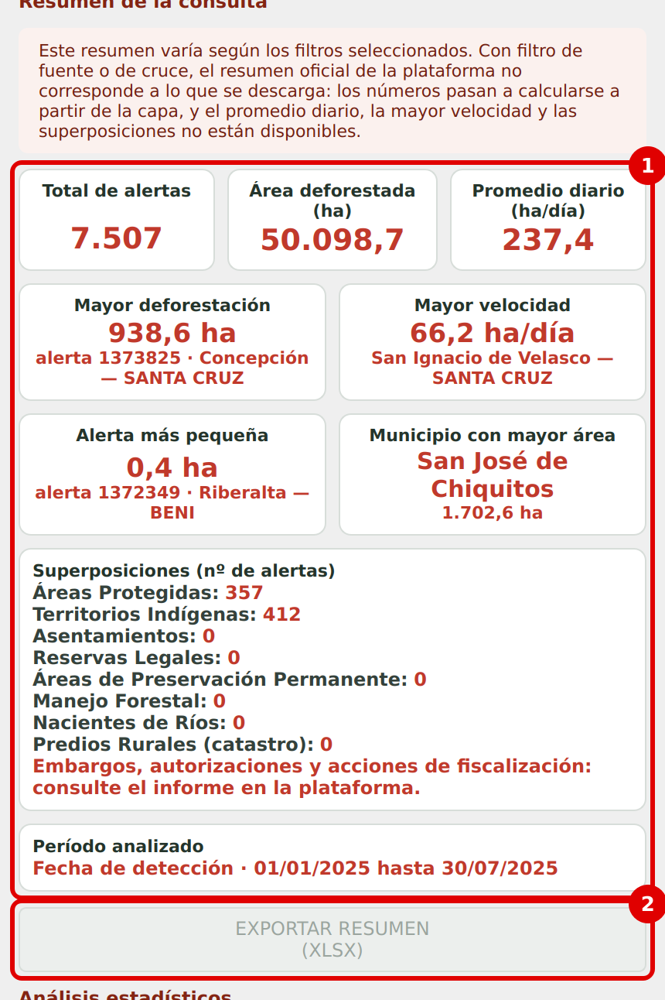 Resumen de la consulta
Este resumen varía según los filtros seleccionados. Con filtro de
fuente o de cruce, el resumen oficial de la plataforma no
corresponde a lo que se descarga: los números pasan a calcularse a
partir de la capa, y el promedio diario, la mayor velocidad y las
superposiciones no están disponibles.
1
Total de alertas
7.507
Área deforestada
(ha)
50.098,7
Promedio diario
(ha/día)
237,4
Mayor deforestación
938,6 ha
alerta 1373825 · Concepción
— SANTA CRUZ
Mayor velocidad
66,2 ha/día
San Ignacio de Velasco —
SANTA CRUZ
Alerta más pequeña
0,4 ha
alerta 1372349 · Riberalta —
BENI
Municipio con mayor área
San José de
Chiquitos
1.702,6 ha
Superposiciones (nº de alertas)
Áreas Protegidas: 357
Territorios Indígenas: 412
Asentamientos: 0
Reservas Legales: 0
Áreas de Preservación Permanente: 0
Manejo Forestal: 0
Nacientes de Ríos: 0
Predios Rurales (catastro): 0
Embargos, autorizaciones y acciones de fiscalización:
consulte el informe en la plataforma.
Período analizado
Fecha de detección · 01/01/2025 hasta 30/07/2025
2
EXPORTAR RESUMEN
(XLSX)
Análisis estadísticos